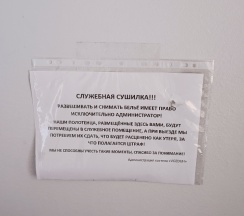 СЛУЖЕБНАЯ СУШИЛКА!!!
РАЗВЕШИВАТЬ И СНИМАТЬ БЕЛЬЁ ИМЕЕТ ПРАВО
ИСКЛЮЧИТЕЛЬНО АДМИНИСТРАТОР!
НАШИ ПОЛОТЕНЦА, РАЗМЕЩЁННЫЕ ЗДЕСЬ ВАМИ, БУДУТ
ПЕРЕМЕЩЕНЫ В СЛУЖЕБНОЕ ПОМЕЩЕНИЕ, А ПРИ ВЫЕЗДЕ МЫ
ПОТРЕБУЕМ ИХ СДАТЬ, ЧТО БУДЕТ РАСЦЕНЕНО КАК УТЕРЯ, ЗА
ЧТО ПОЛАГАЕТСЯ ШТРАФ!
МЫ НЕ СПОСОБНЫ УЧЕСТЬ ТАКИЕ МОМЕНТЫ, СПАСИБО ЗА ПОНИМАНИЕ!
Администрация хостела